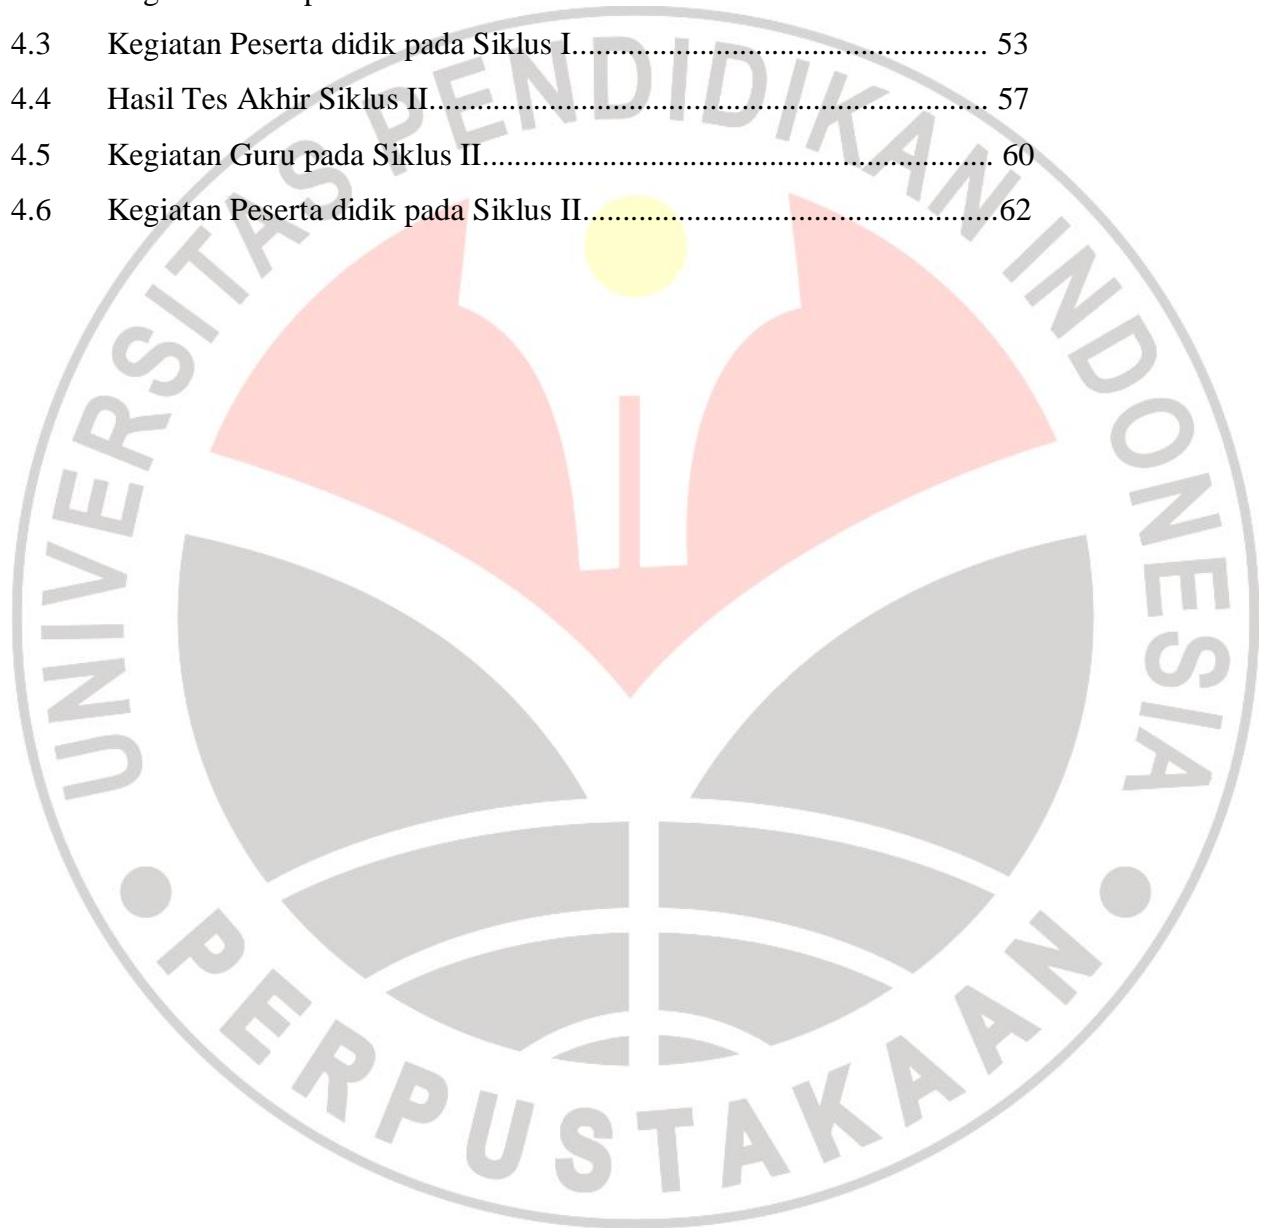 4.3 Kegiatan Peserta didik pada Siklus I.................................................... 53
4.4 Hasil Tes Akhir Siklus II...................................................................... 57
4.5 Kegiatan Guru pada Siklus II................................................................ 60
4.6 Kegiatan Peserta didik pada Siklus II....................................................62
UNIVERSITAS PENDIDIKAN INDONESIA
PERPUSTAKAAN